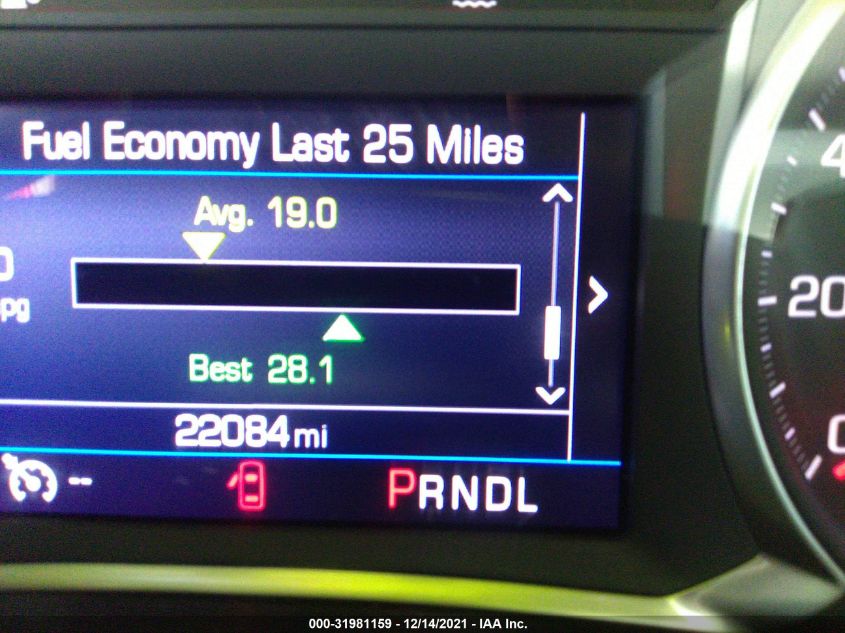 Fuel Economy Last 25 Miles
Avg. 19.0
Best 28.1
22084 mi
--
PRNDL
20
000-31981159 - 12/14/2021 - IAA Inc.